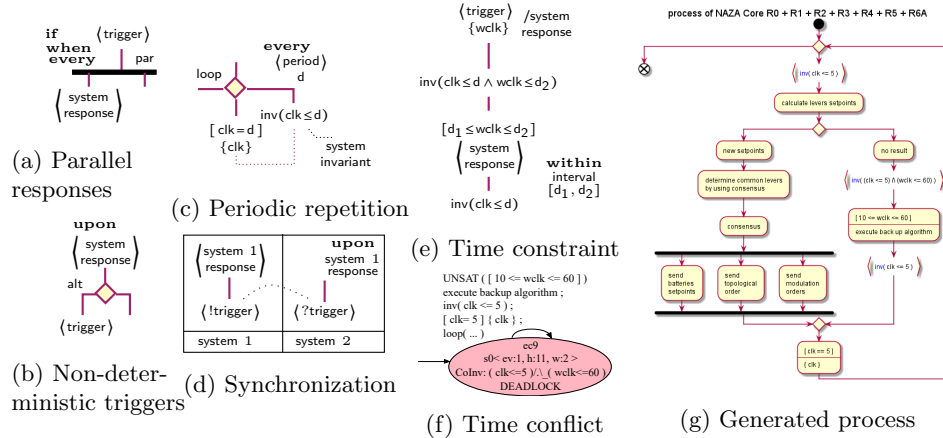 if
when
every
⟨trigger⟩
par
⟨system
response⟩
(a) Parallel
responses
upon
⟨system
response⟩
alt
⟨trigger⟩
(b) Non-deter-
ministic triggers
every
⟨period⟩
d
loop
inv(clk≤d)
[clk=d]
{clk}
system
invariant
(c) Periodic repetition
⟨system 1
response⟩
upon
system 1
response
⟨!trigger⟩
⟨?trigger⟩
system 1
system 2
(d) Synchronization
⟨trigger⟩
{wclk}
/system
response
inv(clk≤d ∧ wclk≤d₂)
[d₁≤wclk≤d₂]
⟨system
response⟩
within
interval
[d₁,d₂]
inv(clk≤d)
(e) Time constraint
UNSAT ( [ 10 <= wclk <= 60 ] )
execute backup algorithm ;
inv( clk <= 5 ) ;
[ clk= 5 ] { clk } ;
loop( ... )
ec9
s0< ev:1, h:11, w:2 >
CoInv: ( clk<=5 )/.\_( wclk<=60 )
DEADLOCK
(f) Time conflict
process of NAZA Core R0 + R1 + R2 + R3 + R4 + R5 + R6A
inv( clk <= 5 )
calculate levers setpoints
new setpoints
no result
determine common levers
by using consensus
inv( (clk <= 5) /\ (wclk <= 60) )
consensus
[ 10 <= wclk <= 60 ]
execute back up algorithm
inv( clk <= 5 )
send
batteries
setpoints
send
topological
order
send
modulation
orders
[ clk == 5 ]
{ clk }
(g) Generated process